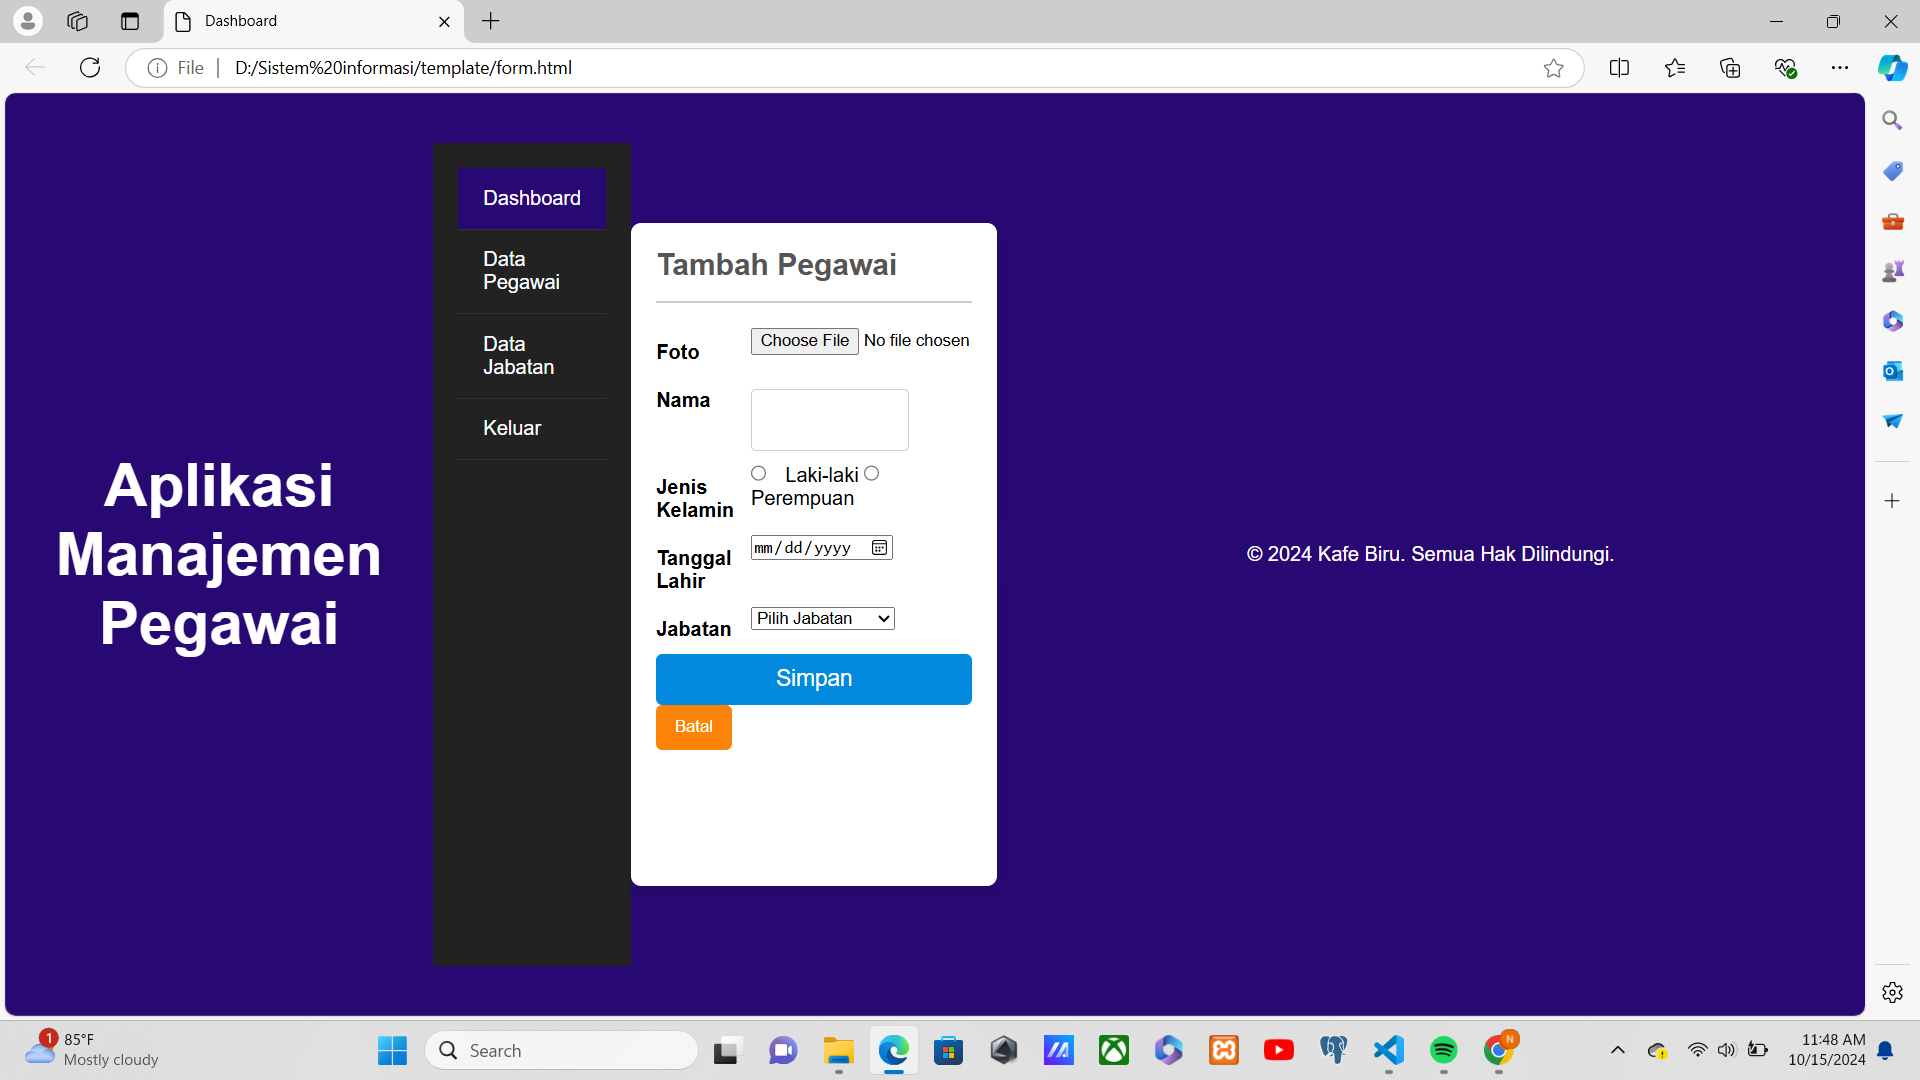 Dashboard
File
D:/Sistem%20informasi/template/form.html
Aplikasi
Manajemen
Pegawai
Dashboard
Data
Pegawai
Data
Jabatan
Keluar
Tambah Pegawai
Foto
Choose File No file chosen
Nama
Jenis
Kelamin
Laki-laki
Perempuan
Tanggal
Lahir
mm/dd/yyyy
Jabatan
Pilih Jabatan
Simpan
Batal
© 2024 Kafe Biru. Semua Hak Dilindungi.
1
85°F
Mostly cloudy
Search
N
11:48 AM
10/15/2024